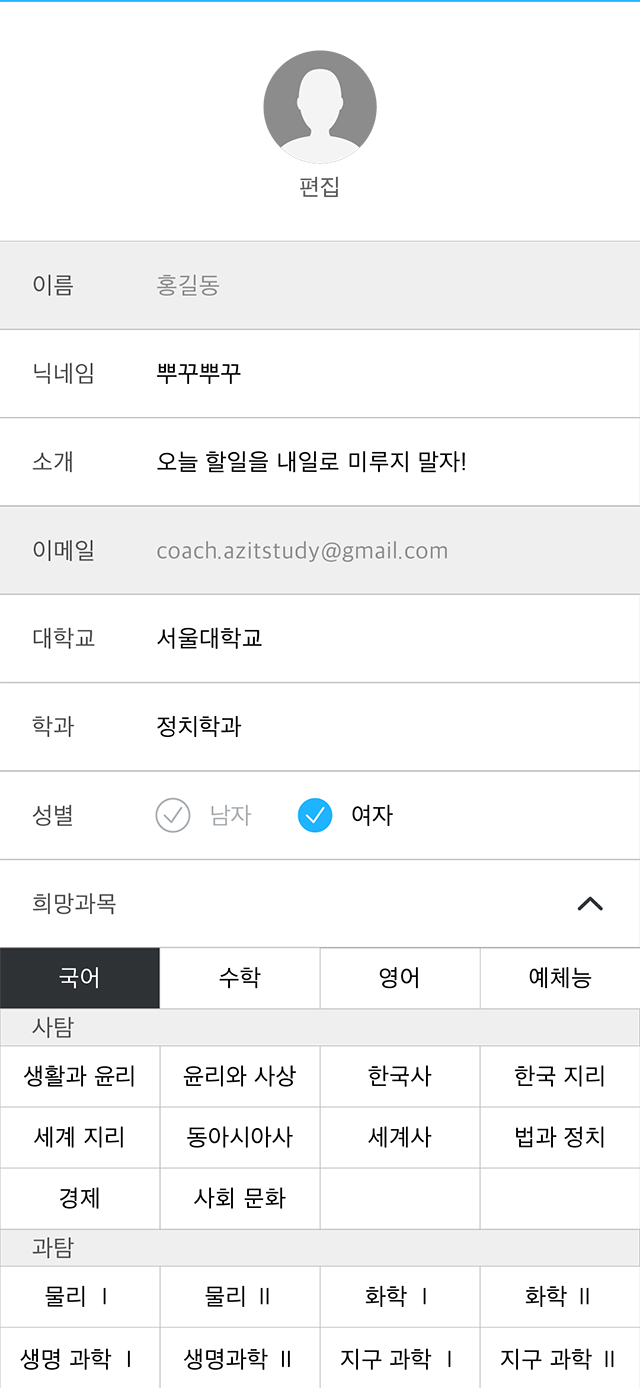 편집
이름 홍길동
닉네임 뿌꾸뿌꾸
소개 오늘 할일을 내일로 미루지 말자!
이메일 coach.azitstudy@gmail.com
대학교 서울대학교
학과 정치학과
성별 남자 여자
희망과목
국어 수학 영어 예체능
사탐
생활과 윤리 윤리와 사상 한국사 한국 지리
세계 지리 동아시아사 세계사 법과 정치
경제 사회 문화
과탐
물리 Ⅰ 물리 Ⅱ 화학 Ⅰ 화학 Ⅱ
생명 과학 Ⅰ 생명과학 Ⅱ 지구 과학 Ⅰ 지구 과학 Ⅱ